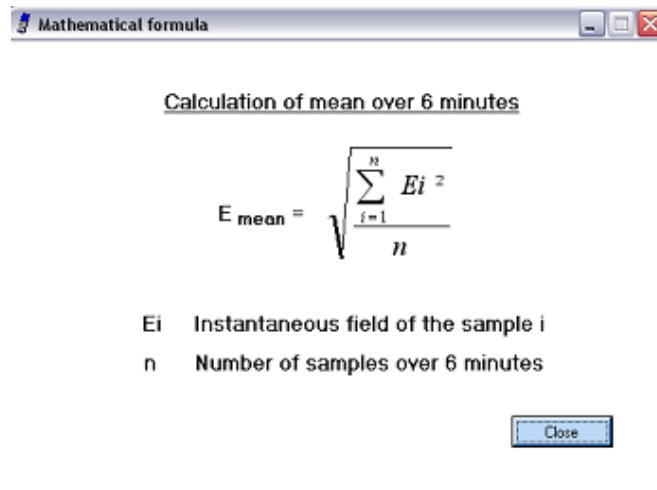 Mathematical formula
Calculation of mean over 6 minutes
E mean = √(∑_{i=1}^{n} Ei ² / n)
Ei Instantaneous field of the sample i
n Number of samples over 6 minutes
Close